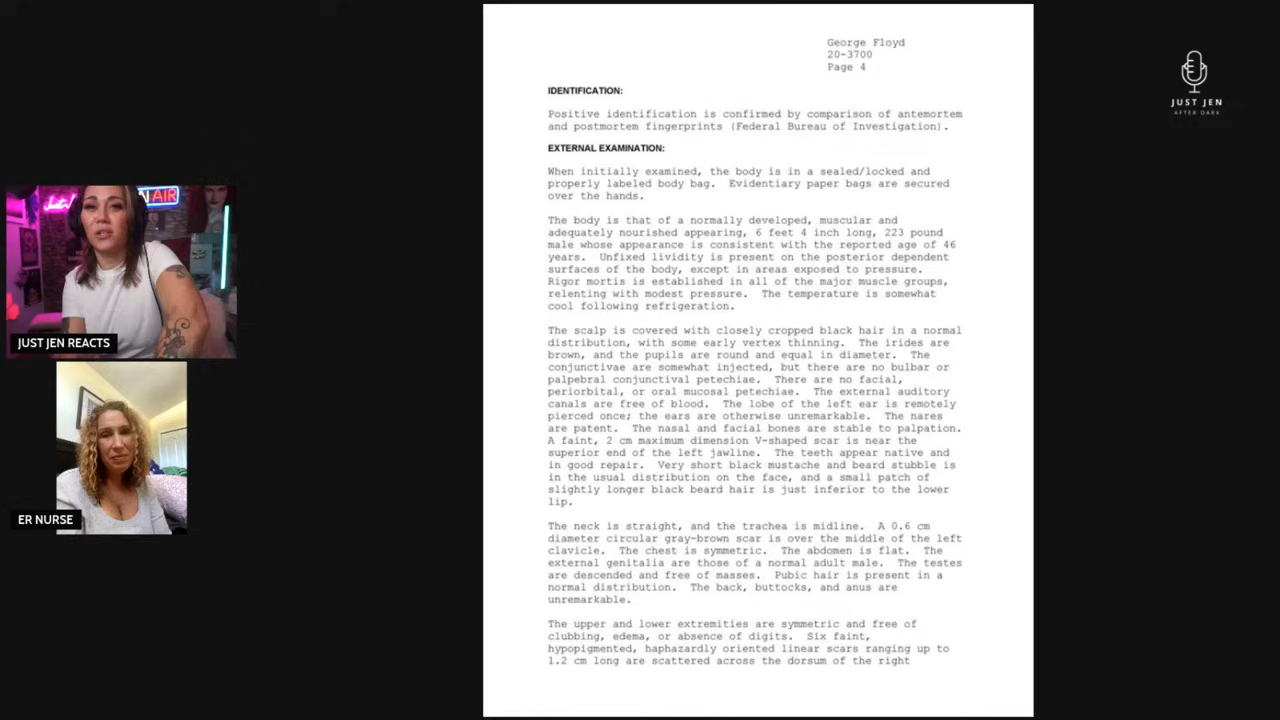 George Floyd
20-3700
Page 4
IDENTIFICATION:
Positive identification is confirmed by comparison of antemortem
and postmortem fingerprints (Federal Bureau of Investigation).
EXTERNAL EXAMINATION:
When initially examined, the body is in a sealed/locked and
properly labeled body bag.  Evidentiary paper bags are secured
over the hands.
The body is that of a normally developed, muscular and
adequately nourished appearing, 6 feet 4 inch long, 223 pound
male whose appearance is consistent with the reported age of 46
years.  Unfixed lividity is present on the posterior dependent
surfaces of the body, except in areas exposed to pressure.
Rigor mortis is established in all of the major muscle groups,
relenting with modest pressure.  The temperature is somewhat
cool following refrigeration.
The scalp is covered with closely cropped black hair in a normal
distribution, with some early vertex thinning.  The irides are
brown, and the pupils are round and equal in diameter.  The
conjunctivae are somewhat injected, but there are no bulbar or
palpebral conjunctival petechiae.  There are no facial,
periorbital, or oral mucosal petechiae.  The external auditory
canals are free of blood.  The lobe of the left ear is remotely
pierced once; the ears are otherwise unremarkable.  The nares
are patent.  The nasal and facial bones are stable to palpation.
A faint, 2 cm maximum dimension V-shaped scar is near the
superior end of the left jawline.  The teeth appear native and
in good repair.  Very short black mustache and beard stubble is
in the usual distribution on the face, and a small patch of
slightly longer black beard hair is just inferior to the lower
lip.
The neck is straight, and the trachea is midline.  A 0.6 cm
diameter circular gray-brown scar is over the middle of the left
clavicle.  The chest is symmetric.  The abdomen is flat.  The
external genitalia are those of a normal adult male.  The testes
are descended and free of masses.  Pubic hair is present in a
normal distribution.  The back, buttocks, and anus are
unremarkable.
The upper and lower extremities are symmetric and free of
clubbing, edema, or absence of digits.  Six faint,
hypopigmented, haphazardly oriented linear scars ranging up to
1.2 cm long are scattered across the dorsum of the right
JUST JEN
AFTER DARK
AIR
JUST JEN REACTS
ER NURSE